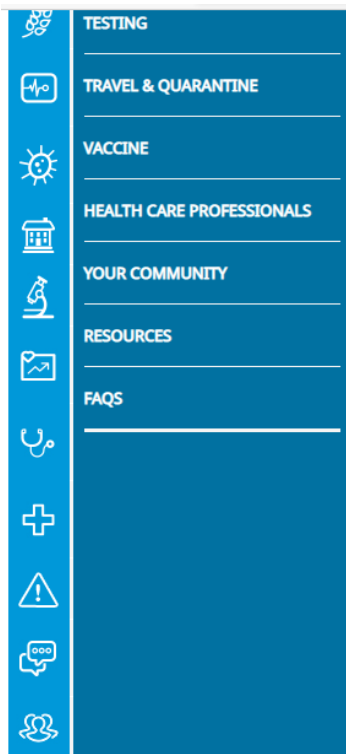 TESTING
TRAVEL & QUARANTINE
VACCINE
HEALTH CARE PROFESSIONALS
YOUR COMMUNITY
RESOURCES
FAQS